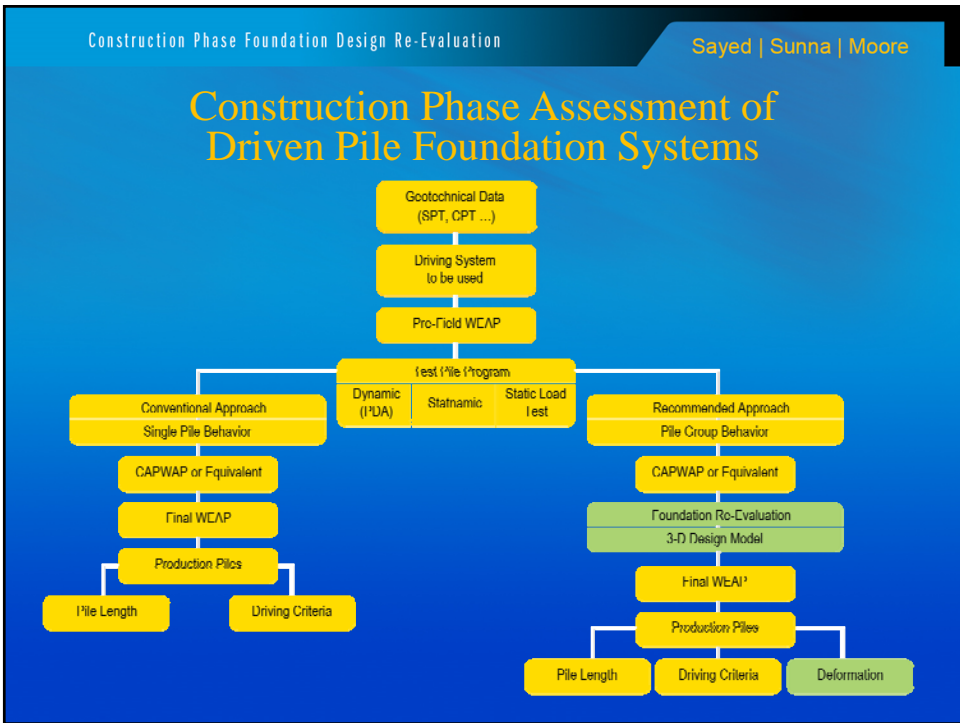 Construction Phase Foundation Design Re-Evaluation
Sayed | Sunna | Moore
Construction Phase Assessment of
Driven Pile Foundation Systems
Geotechnical Data
(SPT, CPT ...)
Driving System
to be used
Pre-Field WEAP
Test Pile Program
Dynamic
(PDA)
Statnamic
Static Load
Test
Conventional Approach
Single Pile Behavior
CAPWAP or Equivalent
Final WEAP
Production Piles
Pile Length
Driving Criteria
Recommended Approach
Pile Group Behavior
CAPWAP or Equivalent
Foundation Re-Evaluation
3-D Design Model
Final WEAP
Production Piles
Pile Length
Driving Criteria
Deformation